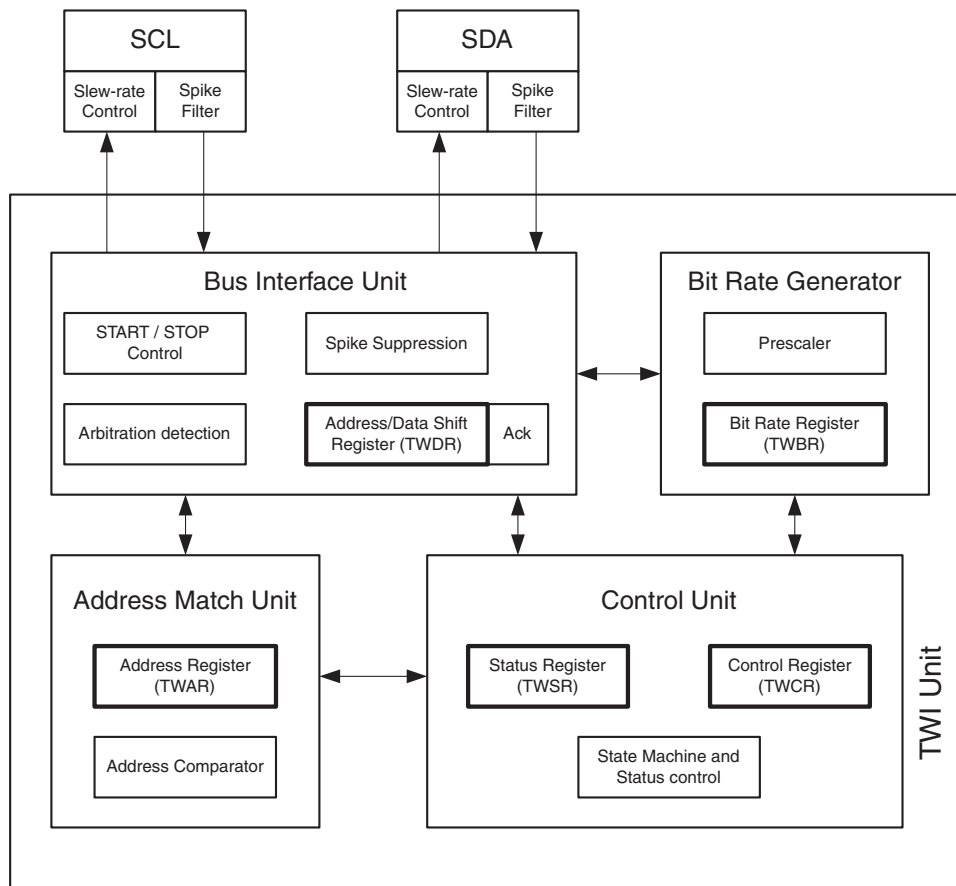 SCL
Slew-rate
Control
Spike
Filter
SDA
Slew-rate
Control
Spike
Filter
Bus Interface Unit
START / STOP
Control
Spike Suppression
Arbitration detection
Address/Data Shift
Register (TWDR)
Ack
Bit Rate Generator
Prescaler
Bit Rate Register
(TWBR)
Address Match Unit
Address Register
(TWAR)
Address Comparator
Control Unit
Status Register
(TWSR)
Control Register
(TWCR)
State Machine and
Status control
TWI Unit